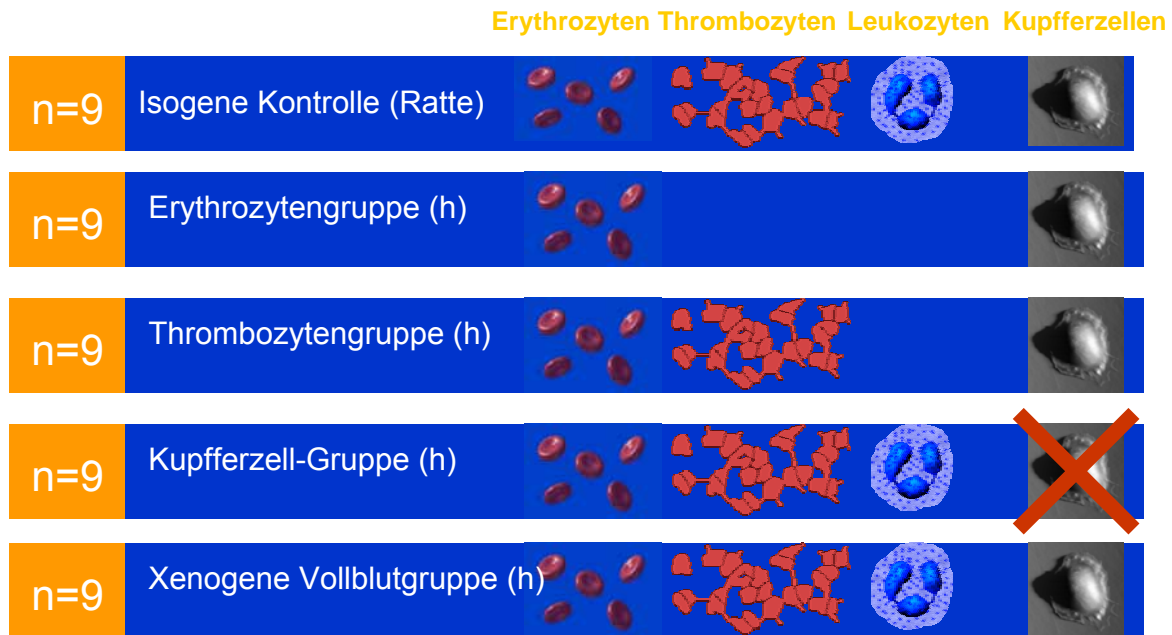 Erythrozyten Thrombozyten Leukozyten Kupfferzellen
n=9 Isogene Kontrolle (Ratte)
n=9 Erythrozytengruppe (h)
n=9 Thrombozytengruppe (h)
n=9 Kupfferzell-Gruppe (h)
n=9 Xenogene Vollblutgruppe (h)